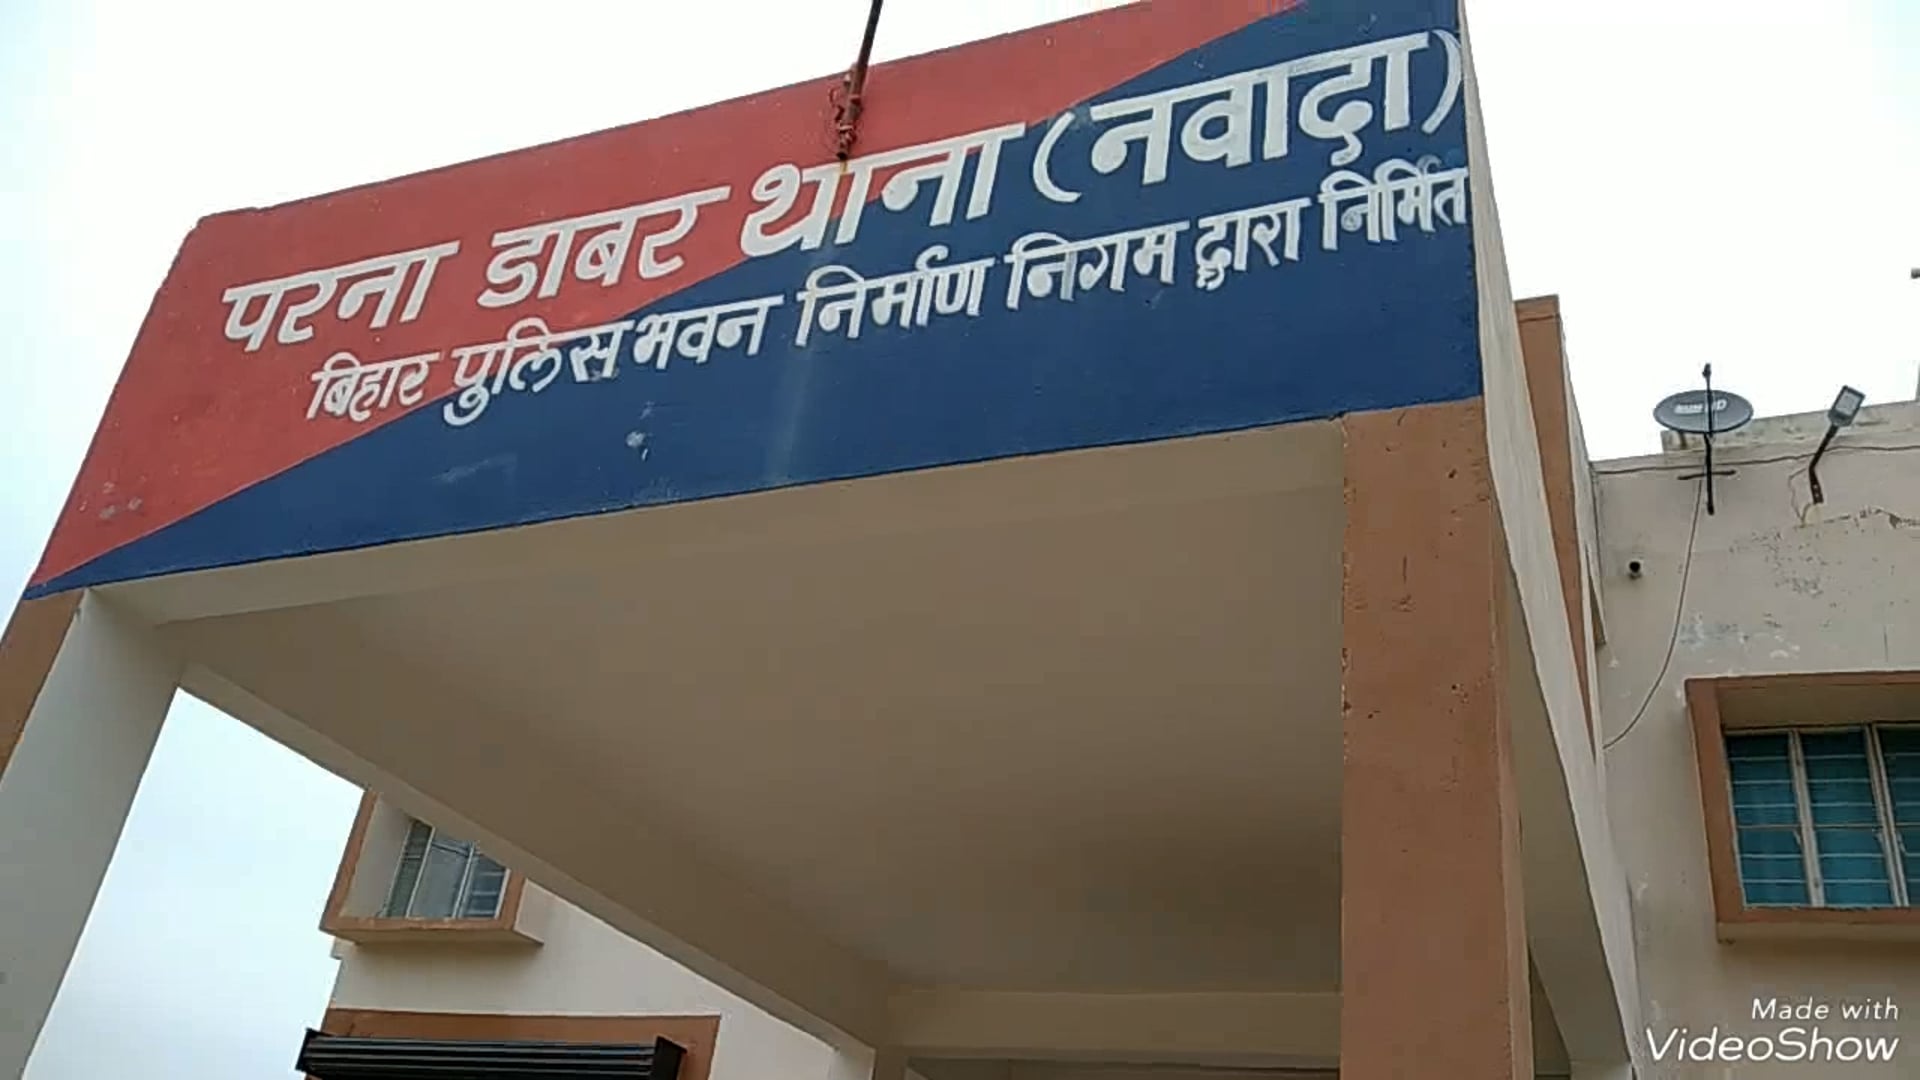 परना डाबर थाना (नवादा)
बिहार पुलिस भवन निर्माण निगम द्वारा निर्मित
Made with
VideoShow